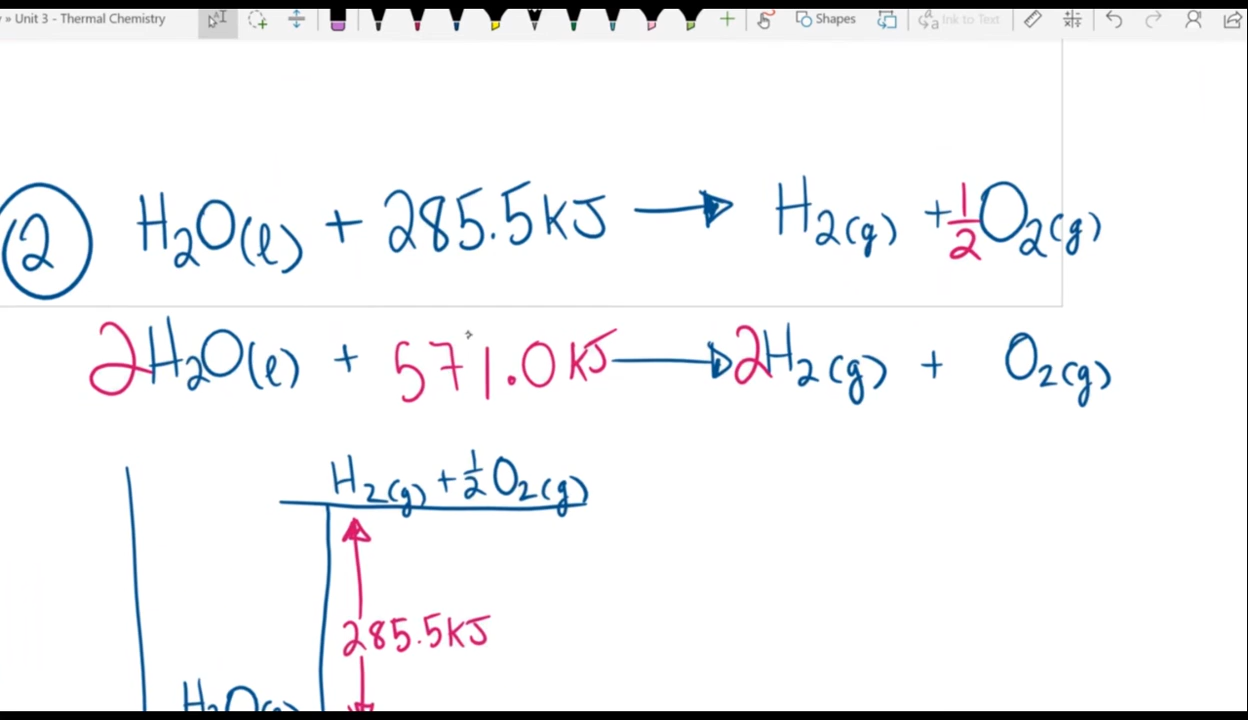 » Unit 3 - Thermal Chemistry Shapes Ink to Text
2 H₂O(l) + 285.5kJ → H₂(g) + ½O₂(g)
2H₂O(l) + 571.0kJ → 2H₂(g) + O₂(g)
H₂(g) + ½O₂(g)
285.5kJ
H₂O(l)